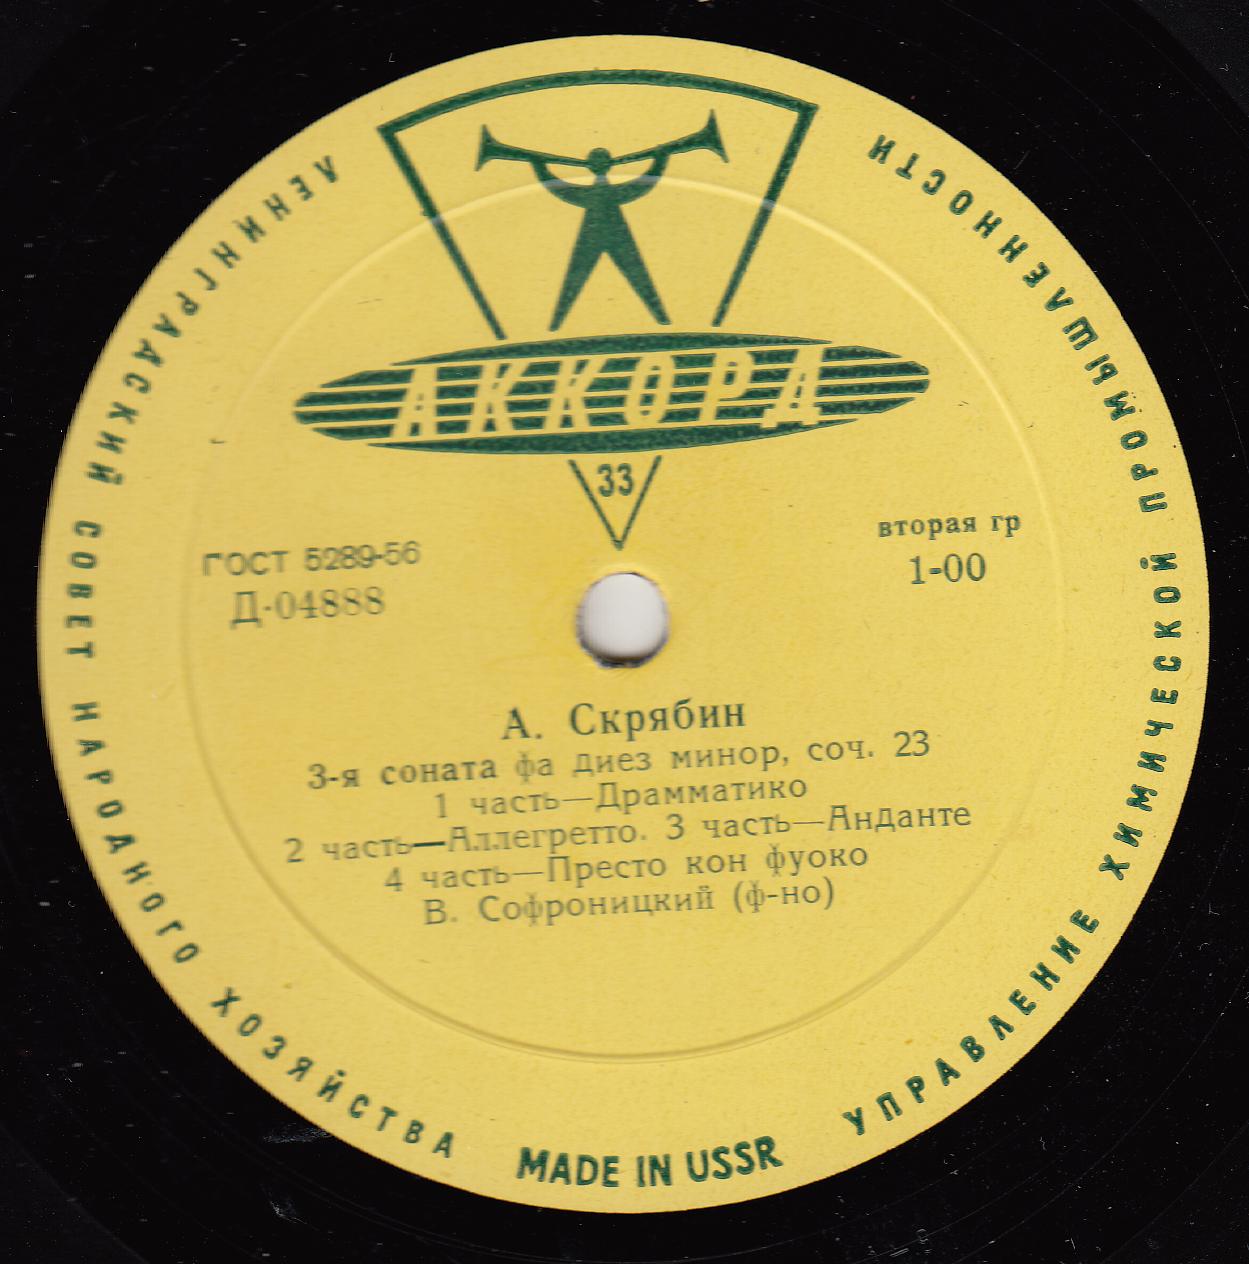 ЛЕНИНГРАДСКИЙ СОВЕТ НАРОДНОГО ХОЗЯЙСТВА
УПРАВЛЕНИЕ ХИМИЧЕСКОЙ ПРОМЫШЛЕННОСТИ
АККОРД
33
ГОСТ 5289-56
Д-04888
вторая гр
1-00
А. Скрябин
3-я соната фа диез минор, соч. 23
1 часть—Драмматико
2 часть—Аллегретто. 3 часть—Анданте
4 часть—Престо кон фуоко
В. Софроницкий (ф-но)
MADE IN USSR